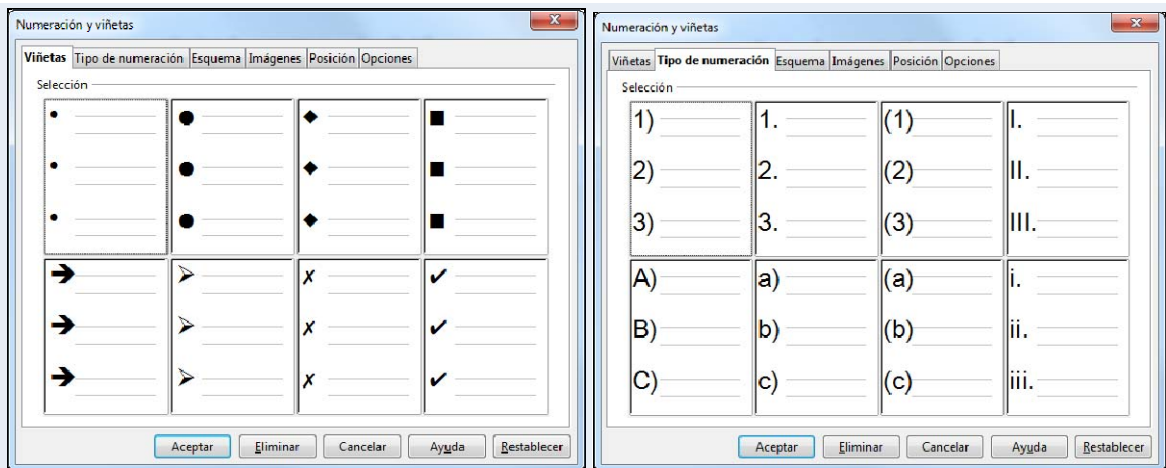 Numeración y viñetas
Viñetas Tipo de numeración Esquema Imágenes Posición Opciones
Selección
Aceptar Eliminar Cancelar Ayuda Restablecer
Numeración y viñetas
Viñetas Tipo de numeración Esquema Imágenes Posición Opciones
Selección
1) 1. (1) I.
2) 2. (2) II.
3) 3. (3) III.
A) a) (a) i.
B) b) (b) ii.
C) c) (c) iii.
Aceptar Eliminar Cancelar Ayuda Restablecer